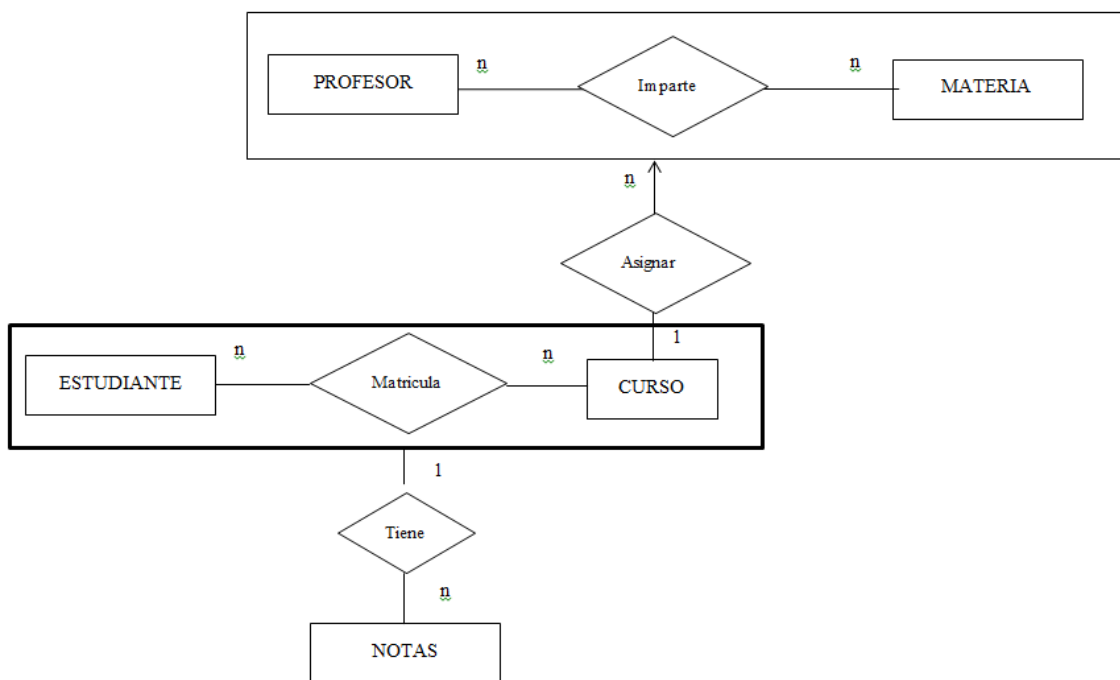 n
n
PROFESOR
Imparte
MATERIA
n
Asignar
1
n
n
ESTUDIANTE
Matricula
CURSO
1
Tiene
n
NOTAS